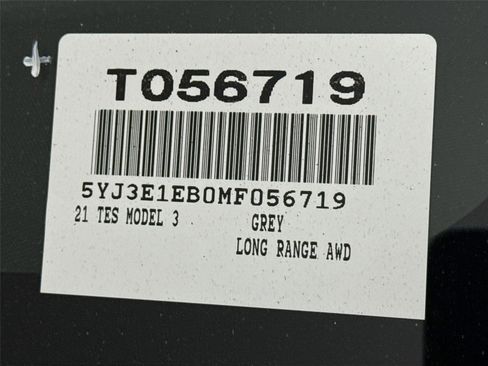 T056719
5YJ3E1EB0MF056719
21 TES MODEL 3 GREY
LONG RANGE AWD